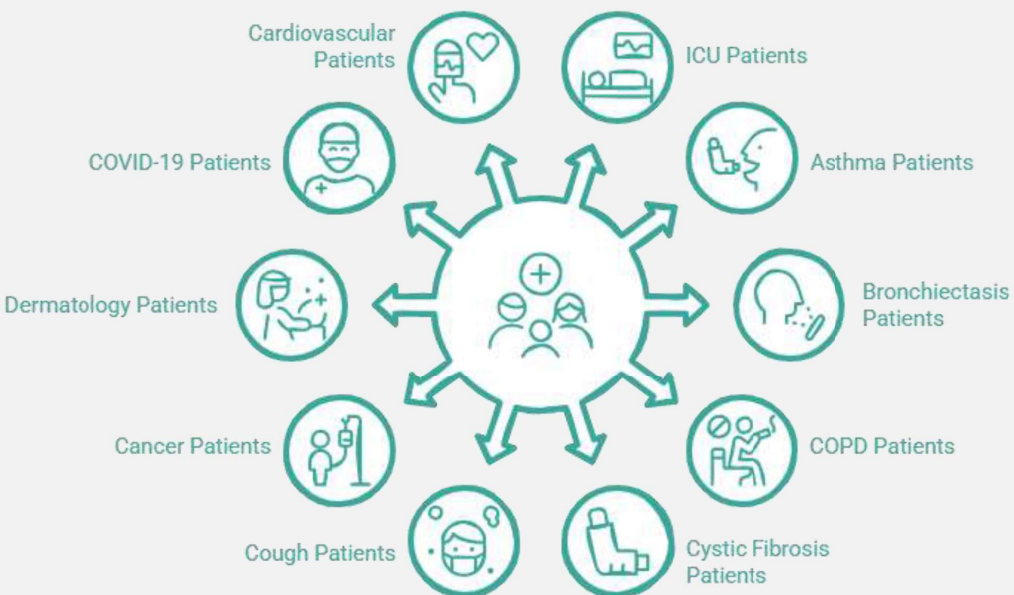 Cardiovascular
Patients
ICU Patients
COVID-19 Patients
Asthma Patients
Dermatology Patients
Bronchiectasis
Patients
Cancer Patients
COPD Patients
Cough Patients
Cystic Fibrosis
Patients